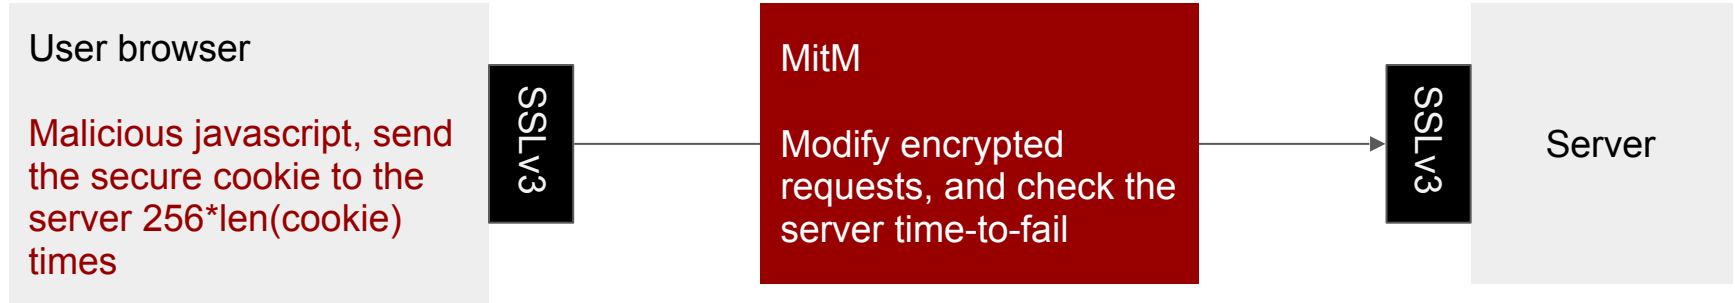 User browser
Malicious javascript, send
the secure cookie to the
server 256*len(cookie)
times
SSLv3
MitM
Modify encrypted
requests, and check the
server time-to-fail
SSLv3
Server